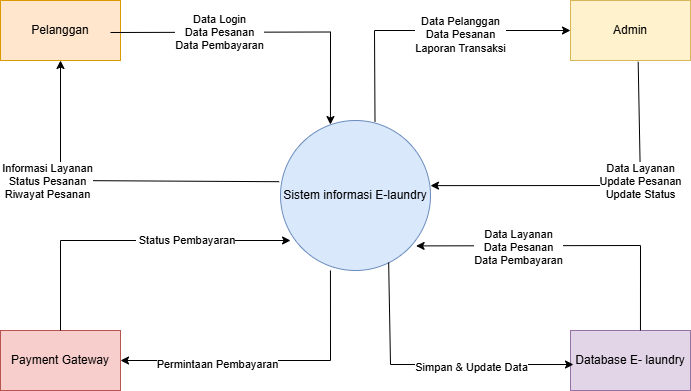 Pelanggan
Data Login
Data Pesanan
Data Pembayaran
Data Pelanggan
Data Pesanan
Laporan Transaksi
Admin
Informasi Layanan
Status Pesanan
Riwayat Pesanan
Sistem informasi E-laundry
Data Layanan
Update Pesanan
Update Status
Status Pembayaran
Data Layanan
Data Pesanan
Data Pembayaran
Payment Gateway
Permintaan Pembayaran
Simpan & Update Data
Database E- laundry